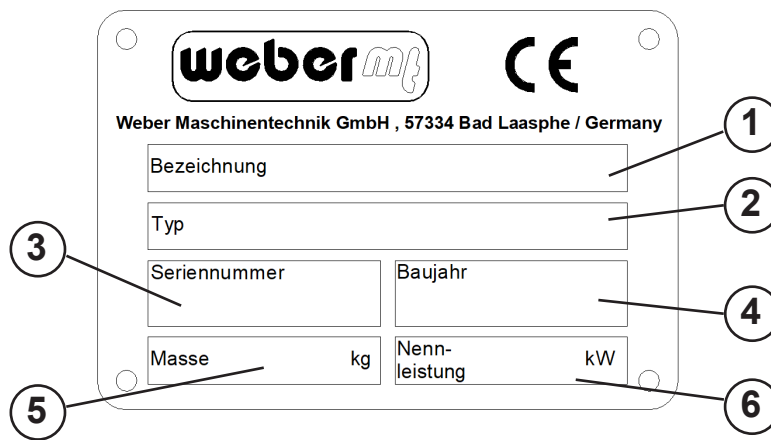 weber mt CE
Weber Maschinentechnik GmbH , 57334 Bad Laasphe / Germany
1
Bezeichnung
2
Typ
3
Seriennummer
Baujahr
4
Masse kg
Nenn-
leistung kW
5
6